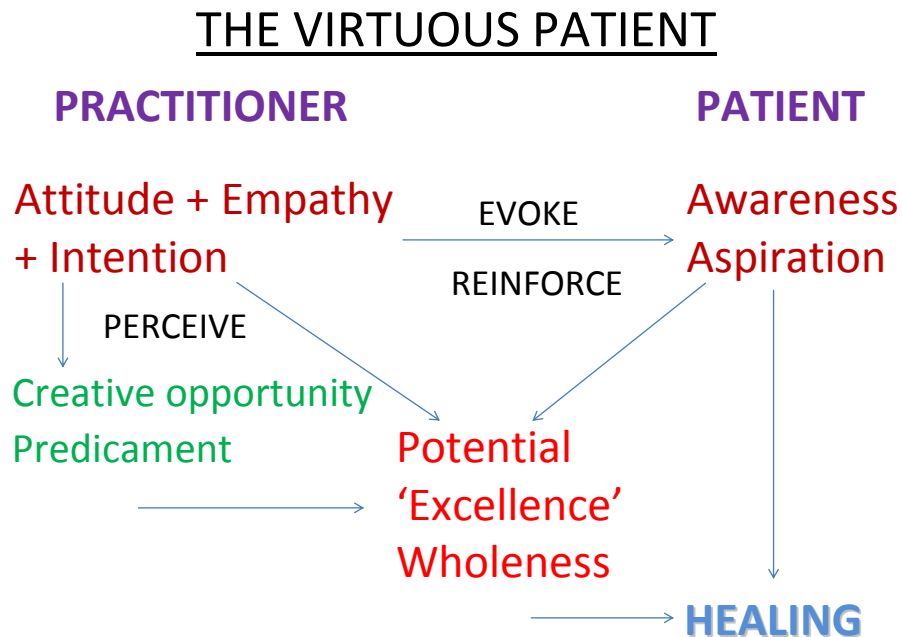 THE VIRTUOUS PATIENT
PRACTITIONER
PATIENT
Attitude + Empathy
+ Intention
EVOKE
REINFORCE
Awareness
Aspiration
PERCEIVE
Creative opportunity
Predicament
Potential
‘Excellence’
Wholeness
HEALING